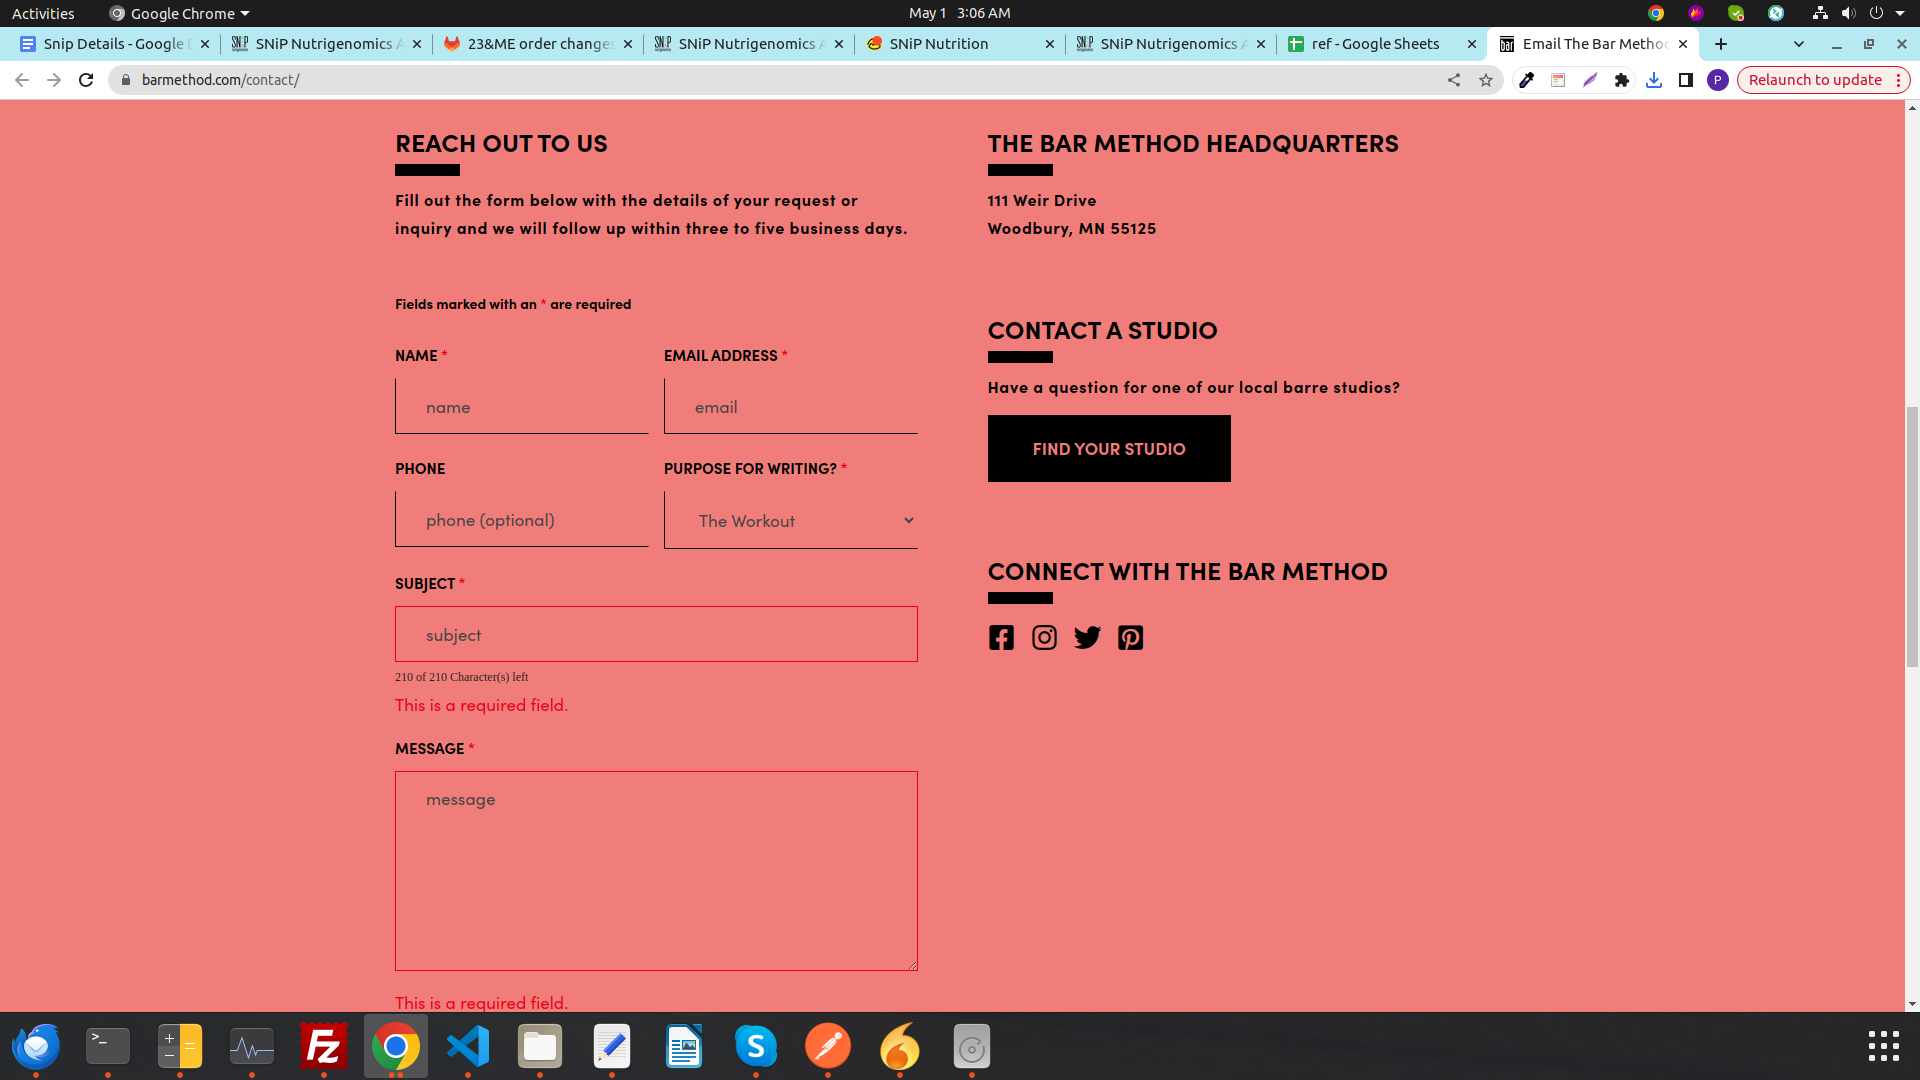 Activities
Google Chrome
May 1 3:06 AM
Snip Details - Google
SNiP Nutrigenomics
23&ME order changes
SNiP Nutrigenomics
SNiP Nutrition
SNiP Nutrigenomics
ref - Google Sheets
Email The Bar Method
barmethod.com/contact/
P
Relaunch to update
REACH OUT TO US
Fill out the form below with the details of your request or
inquiry and we will follow up within three to five business days.
Fields marked with an * are required
NAME *
EMAIL ADDRESS *
name
email
PHONE
PURPOSE FOR WRITING? *
phone (optional)
The Workout
SUBJECT *
subject
210 of 210 Character(s) left
This is a required field.
MESSAGE *
message
This is a required field.
THE BAR METHOD HEADQUARTERS
111 Weir Drive
Woodbury, MN 55125
CONTACT A STUDIO
Have a question for one of our local barre studios?
FIND YOUR STUDIO
CONNECT WITH THE BAR METHOD